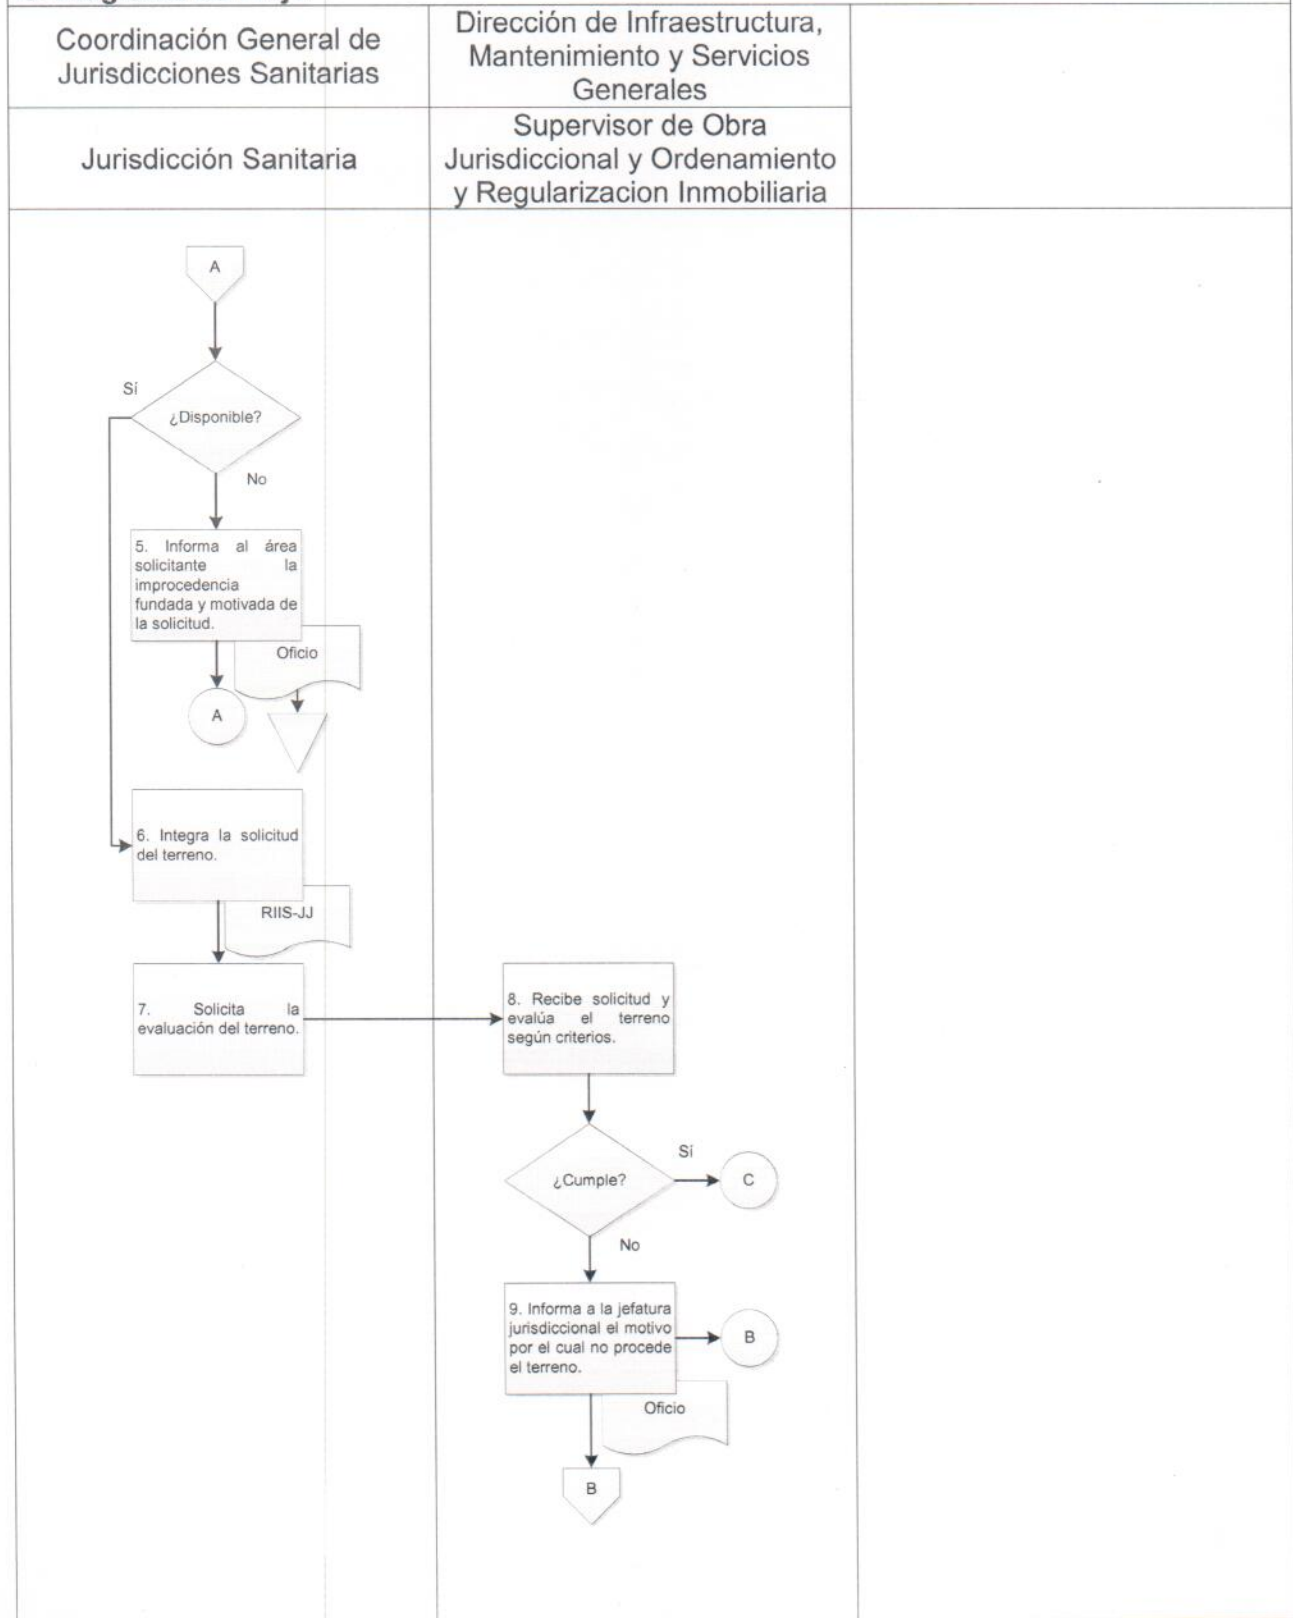 Coordinación General de
Jurisdicciones Sanitarias
Dirección de Infraestructura,
Mantenimiento y Servicios
Generales
Jurisdicción Sanitaria
Supervisor de Obra
Jurisdiccional y Ordenamiento
y Regularizacion Inmobiliaria
A
Sí
¿Disponible?
No
5. Informa al área
solicitante la
improcedencia
fundada y motivada de
la solicitud.
Oficio
A
6. Integra la solicitud
del terreno.
RIIS-JJ
7. Solicita la
evaluación del terreno.
8. Recibe solicitud y
evalúa el terreno
según criterios.
¿Cumple?
Sí
C
No
9. Informa a la jefatura
jurisdiccional el motivo
por el cual no procede
el terreno.
B
Oficio
B